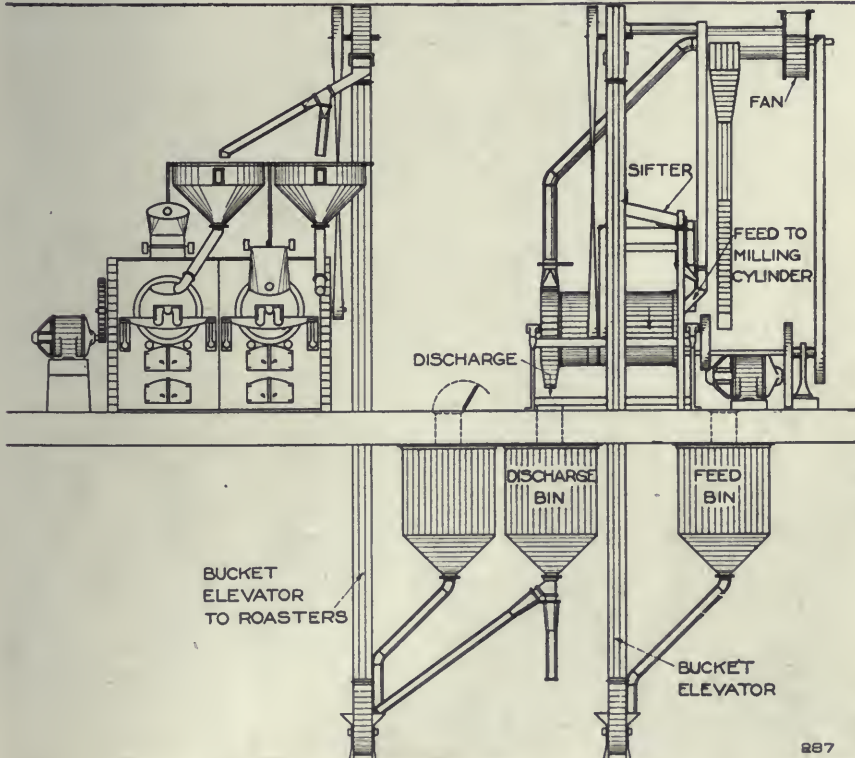 FAN
SIFTER
FEED TO
MILLING
CYLINDER
DISCHARGE
DISCHARGE
BIN
FEED
BIN
BUCKET
ELEVATOR
TO ROASTERS
BUCKET
ELEVATOR
287